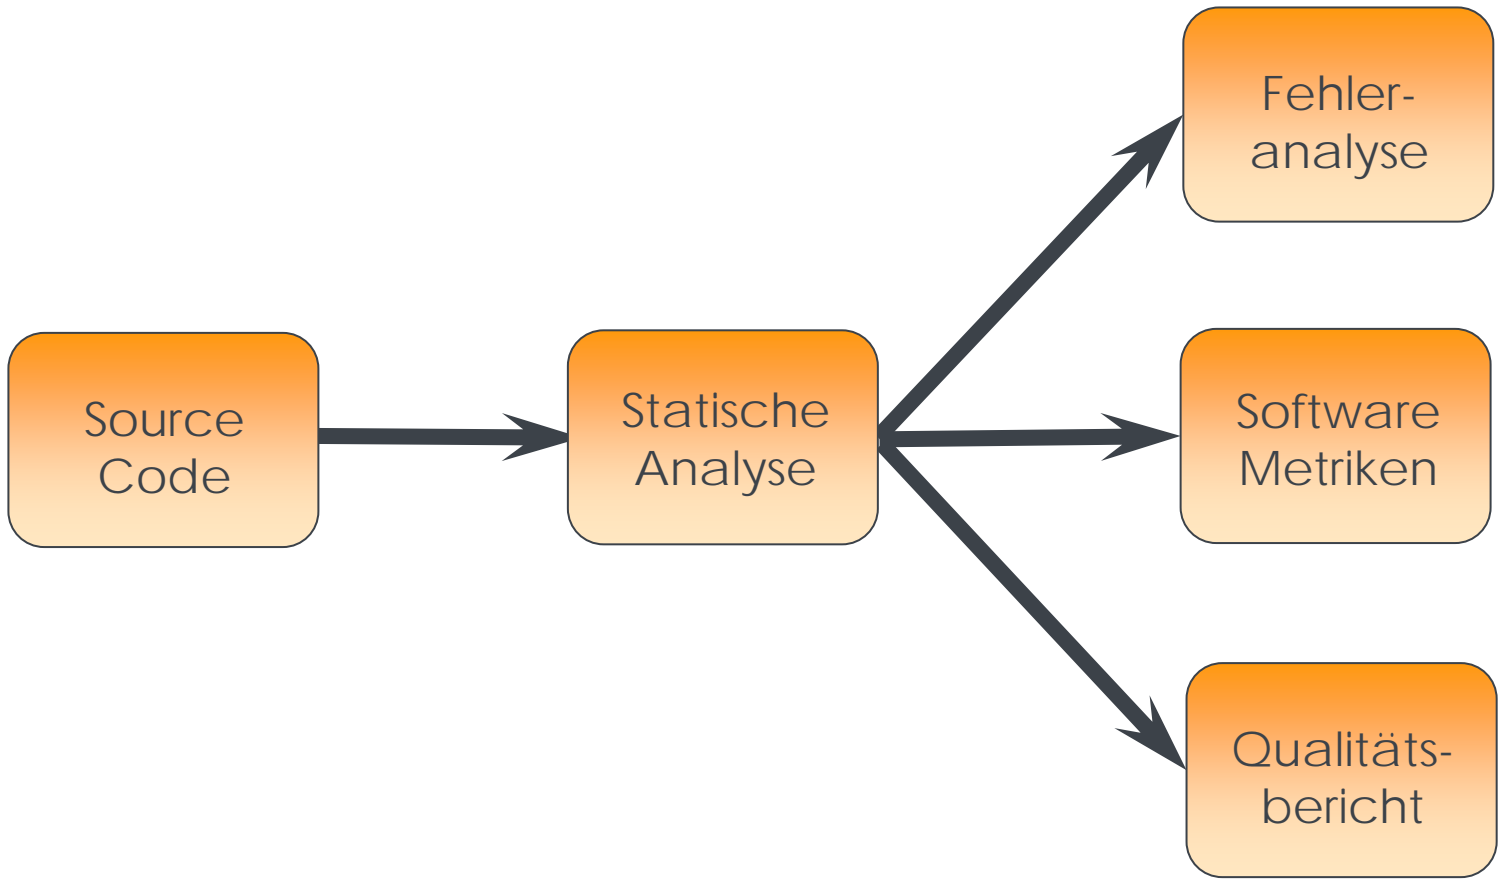 Source
Code
Statische
Analyse
Fehler-
analyse
Software
Metriken
Qualitäts-
bericht